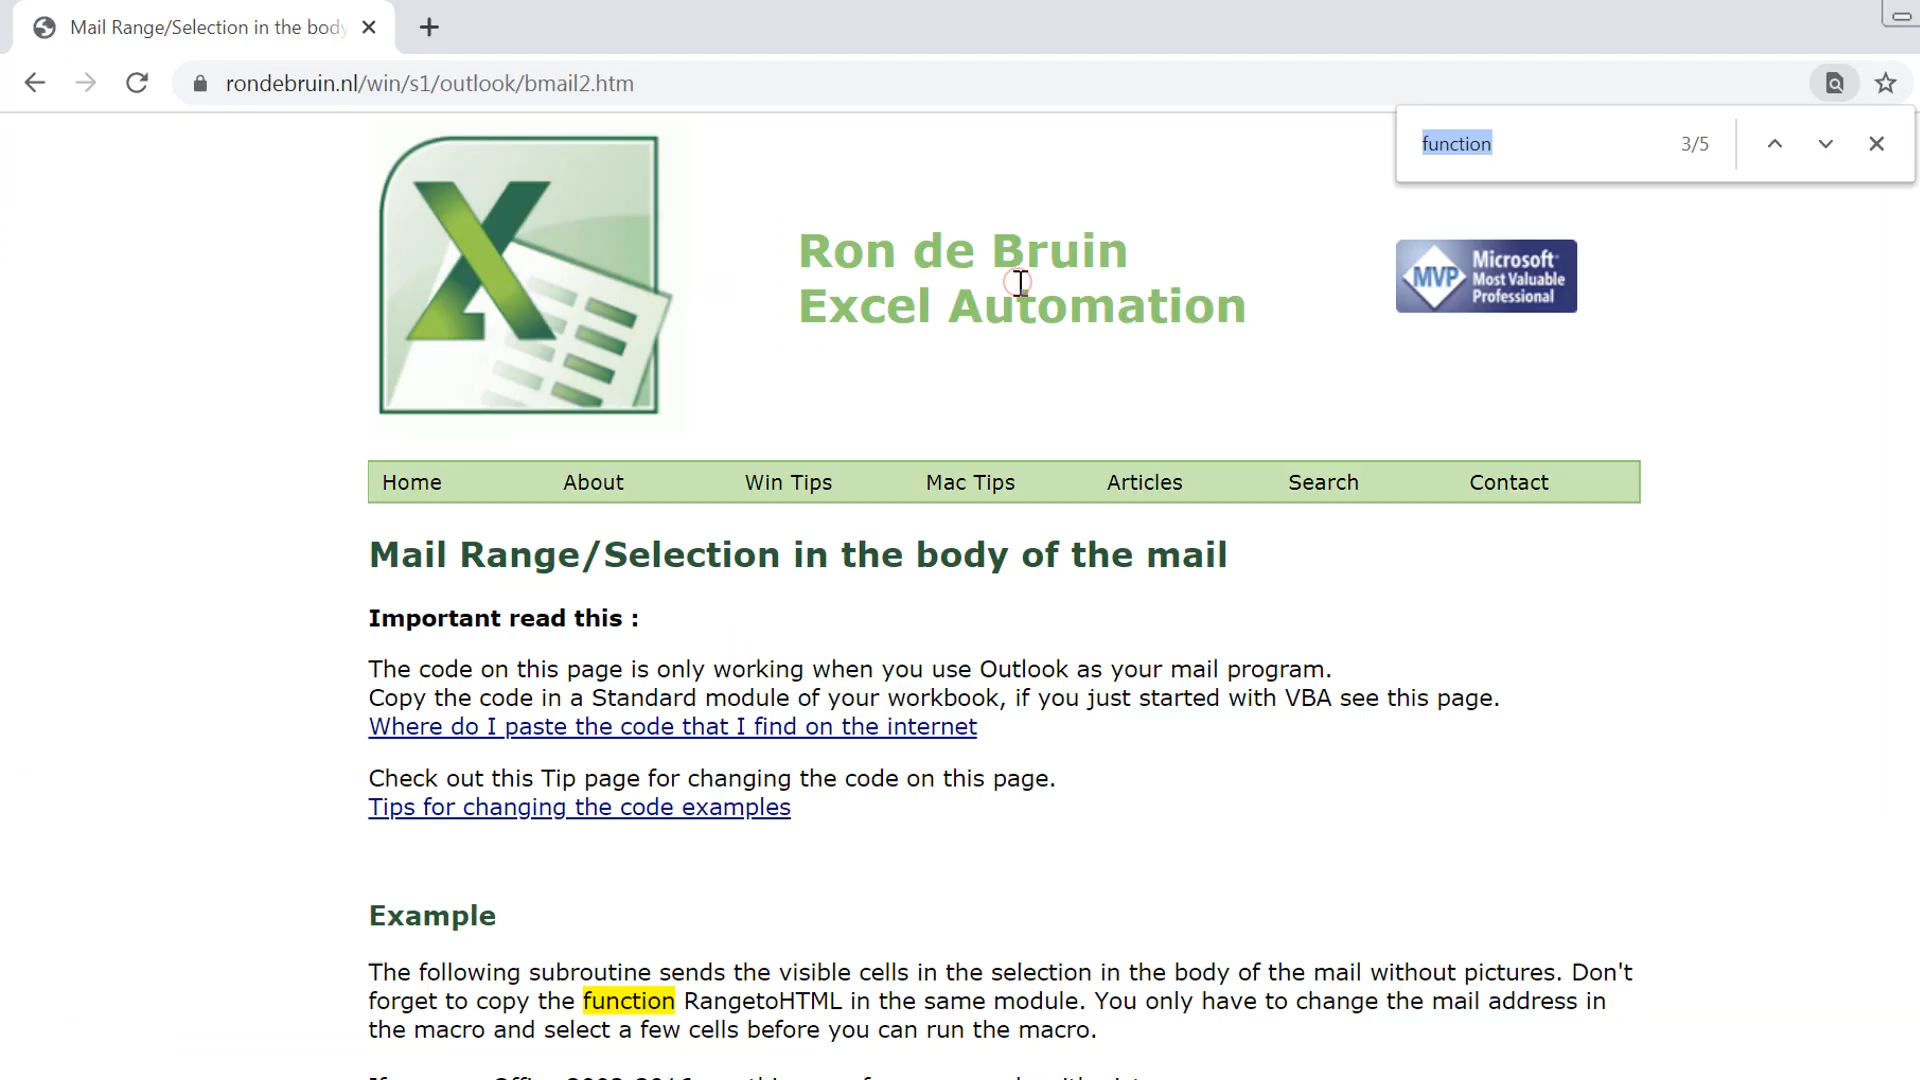 Mail Range/Selection in the body
rondebruin.nl/win/s1/outlook/bmail2.htm
function 3/5
Ron de Bruin
Excel Automation
MVP Microsoft
Most Valuable
Professional
Home About Win Tips Mac Tips Articles Search Contact
Mail Range/Selection in the body of the mail
Important read this :
The code on this page is only working when you use Outlook as your mail program.
Copy the code in a Standard module of your workbook, if you just started with VBA see this page.
Where do I paste the code that I find on the internet
Check out this Tip page for changing the code on this page.
Tips for changing the code examples
Example
The following subroutine sends the visible cells in the selection in the body of the mail without pictures. Don't
forget to copy the function RangetoHTML in the same module. You only have to change the mail address in
the macro and select a few cells before you can run the macro.